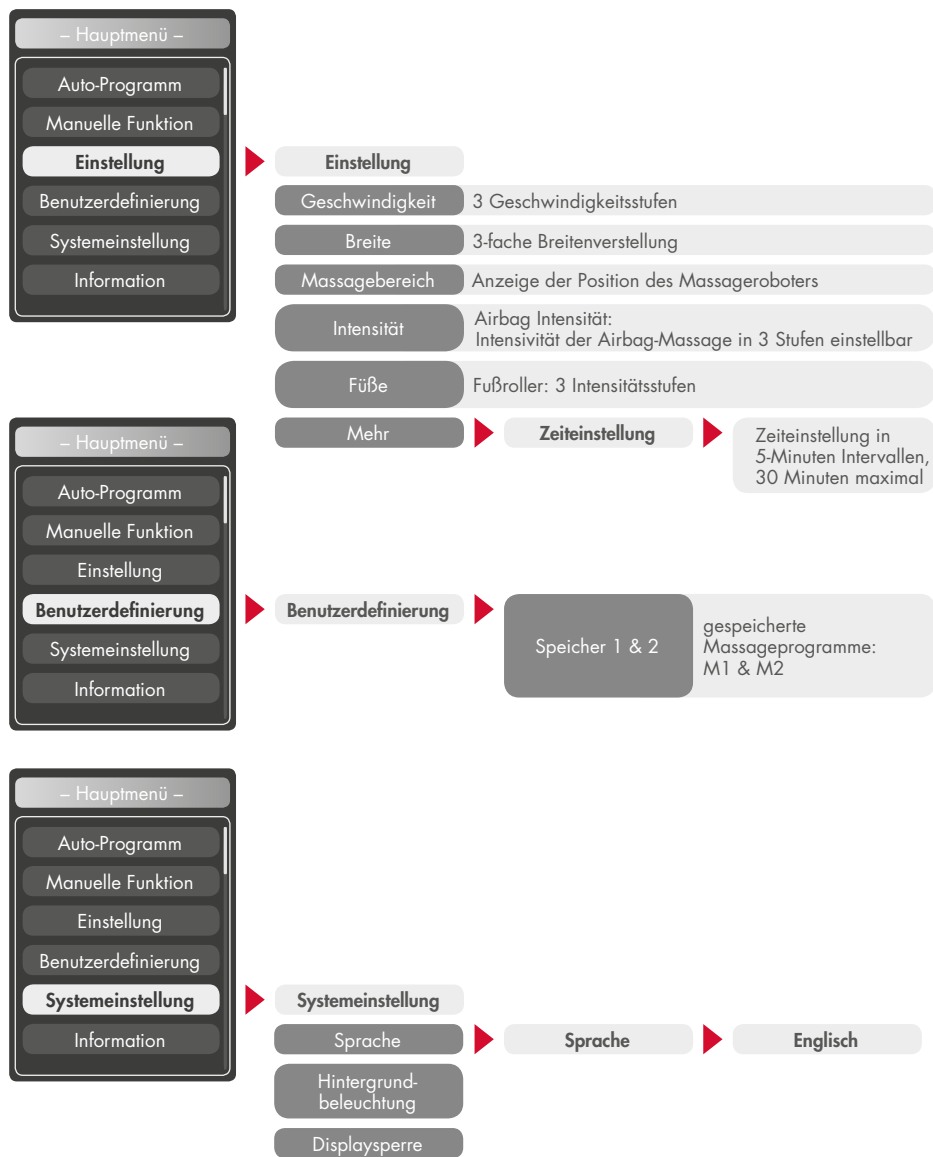 – Hauptmenü –
Auto-Programm
Manuelle Funktion
Einstellung
Benutzerdefinierung
Systemeinstellung
Information
Einstellung
Geschwindigkeit 3 Geschwindigkeitsstufen
Breite 3-fache Breitenverstellung
Massagebereich Anzeige der Position des Massageroboters
Intensität
Airbag Intensität:
Intensivität der Airbag-Massage in 3 Stufen einstellbar
Füße Fußroller: 3 Intensitätsstufen
Mehr Zeiteinstellung
Zeiteinstellung in
5-Minuten Intervallen,
30 Minuten maximal
– Hauptmenü –
Auto-Programm
Manuelle Funktion
Einstellung
Benutzerdefinierung
Systemeinstellung
Information
Benutzerdefinierung
Speicher 1 & 2
gespeicherte
Massageprogramme:
M1 & M2
– Hauptmenü –
Auto-Programm
Manuelle Funktion
Einstellung
Benutzerdefinierung
Systemeinstellung
Information
Systemeinstellung
Sprache Sprache Englisch
Hintergrund-
beleuchtung
Displaysperre